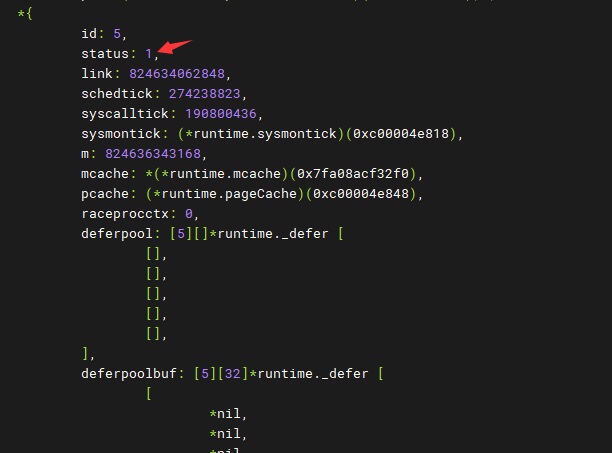 *{
id: 5,
status: 1,
link: 824634062848,
schedtick: 274238823,
syscalltick: 190800436,
sysmontick: (*runtime.sysmontick)(0xc00004e818),
m: 824636343168,
mcache: *(*runtime.mcache)(0x7fa08acf32f0),
pcache: (*runtime.pageCache)(0xc00004e848),
raceprocctx: 0,
deferpool: [5][]*runtime._defer [
[],
[],
[],
[],
[],
],
deferpoolbuf: [5][32]*runtime._defer [
[
*nil,
*nil,